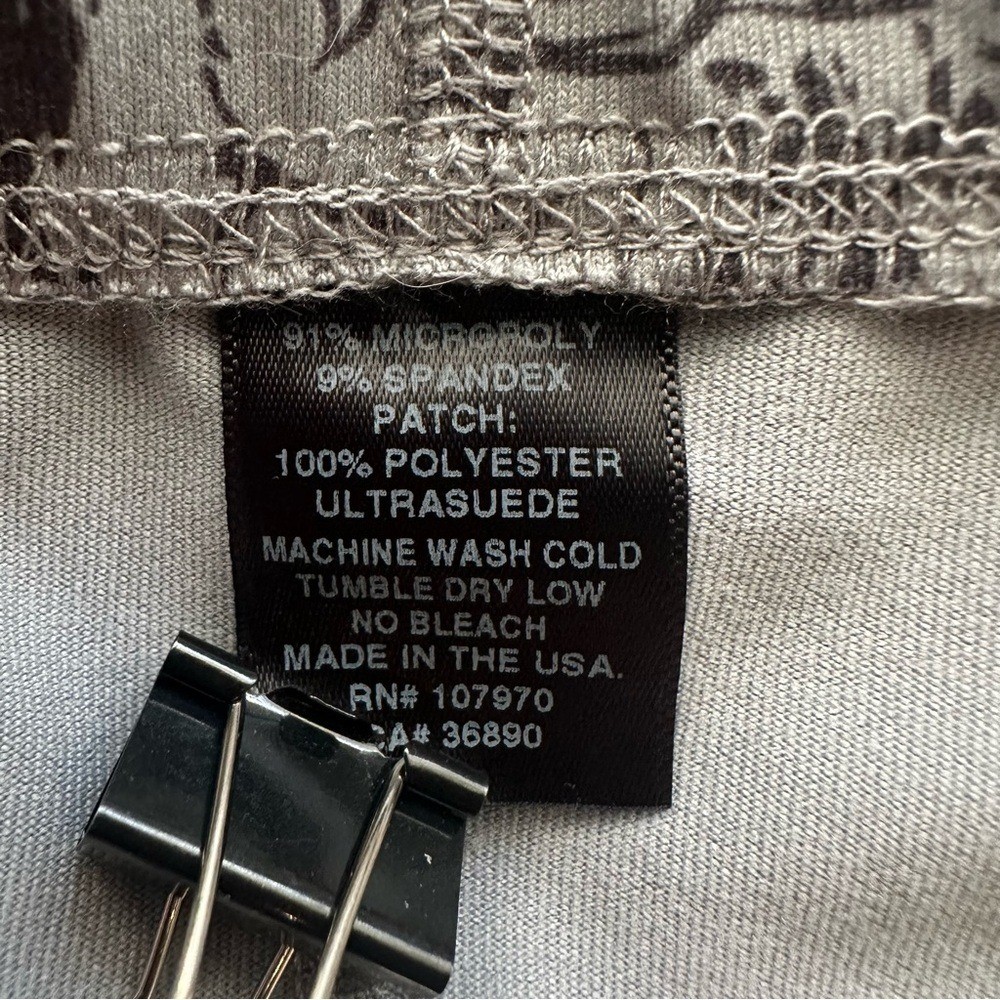 91% MICROPOLY
9% SPANDEX
PATCH:
100% POLYESTER
ULTRASUEDE
MACHINE WASH COLD
TUMBLE DRY LOW
NO BLEACH
MADE IN THE USA.
RN# 107970
CA# 36890